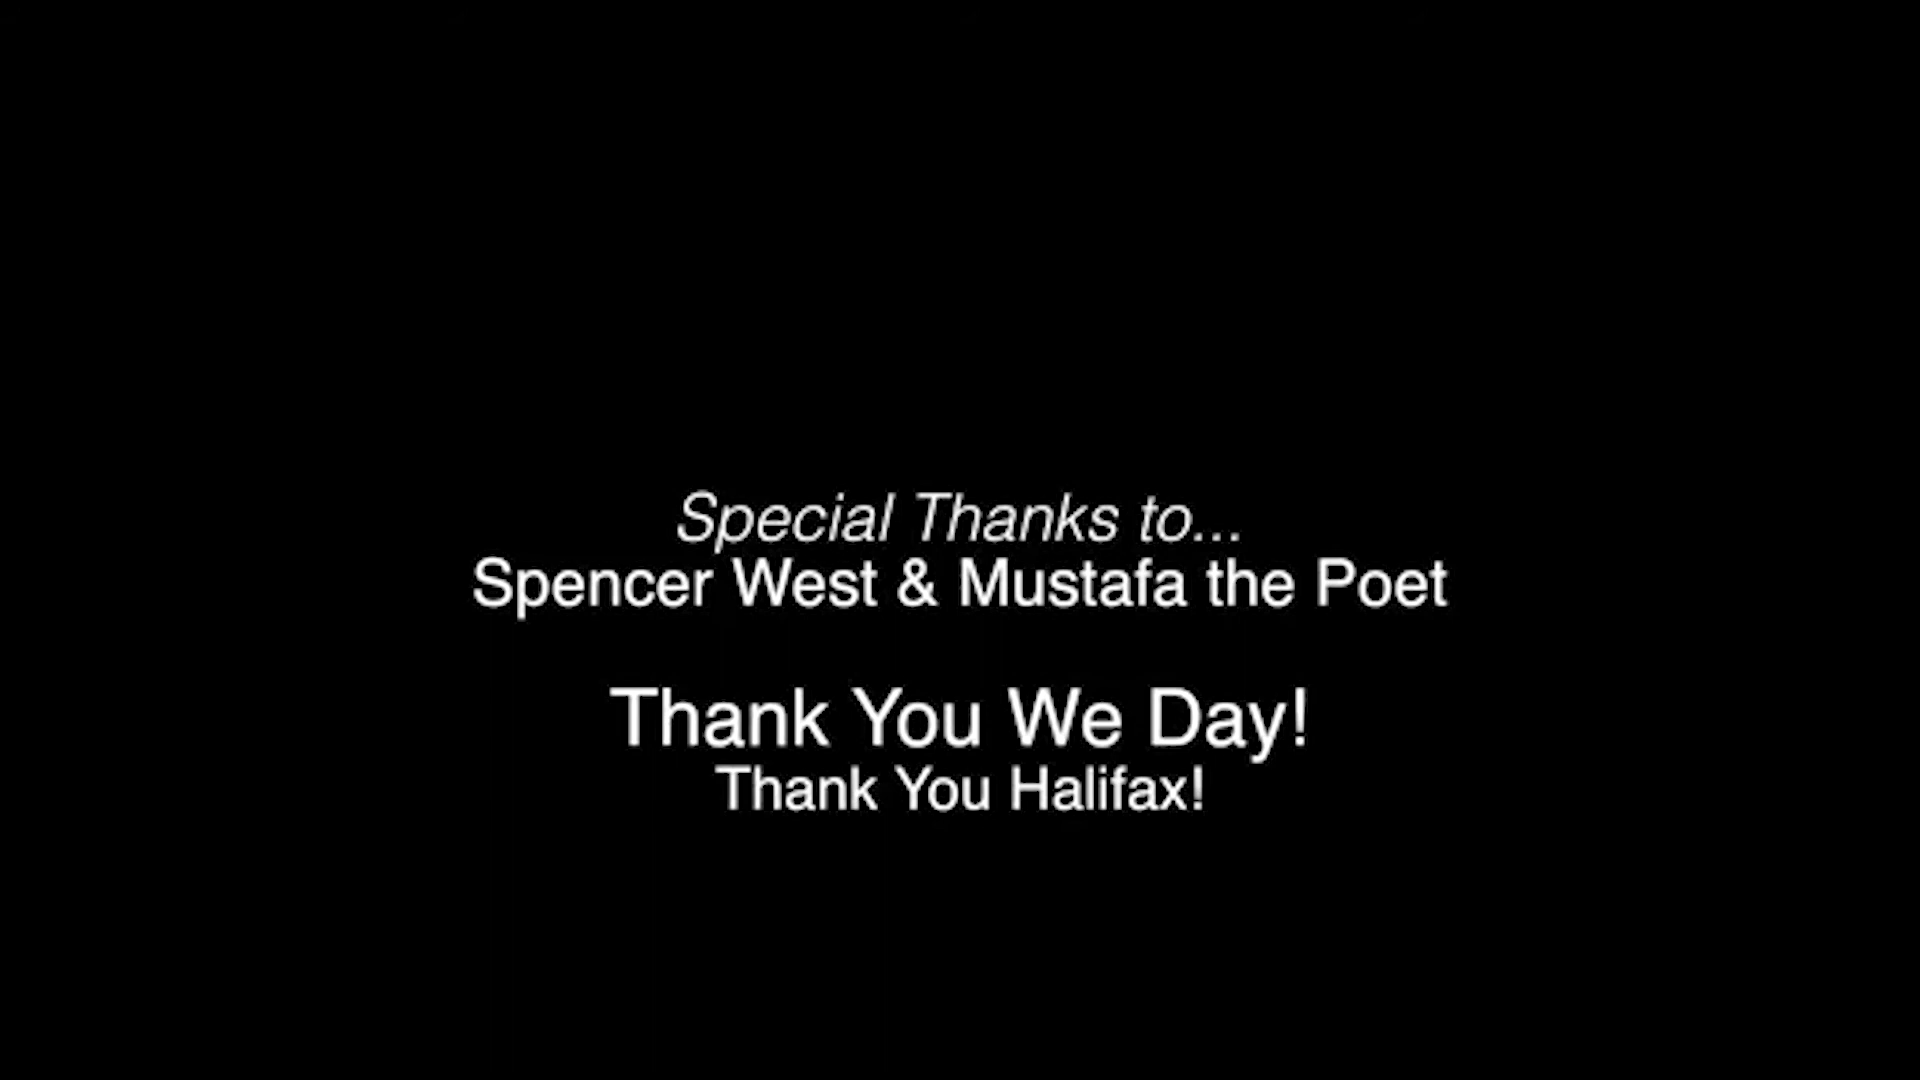 Special Thanks to...
Spencer West & Mustafa the Poet
Thank You We Day!
Thank You Halifax!